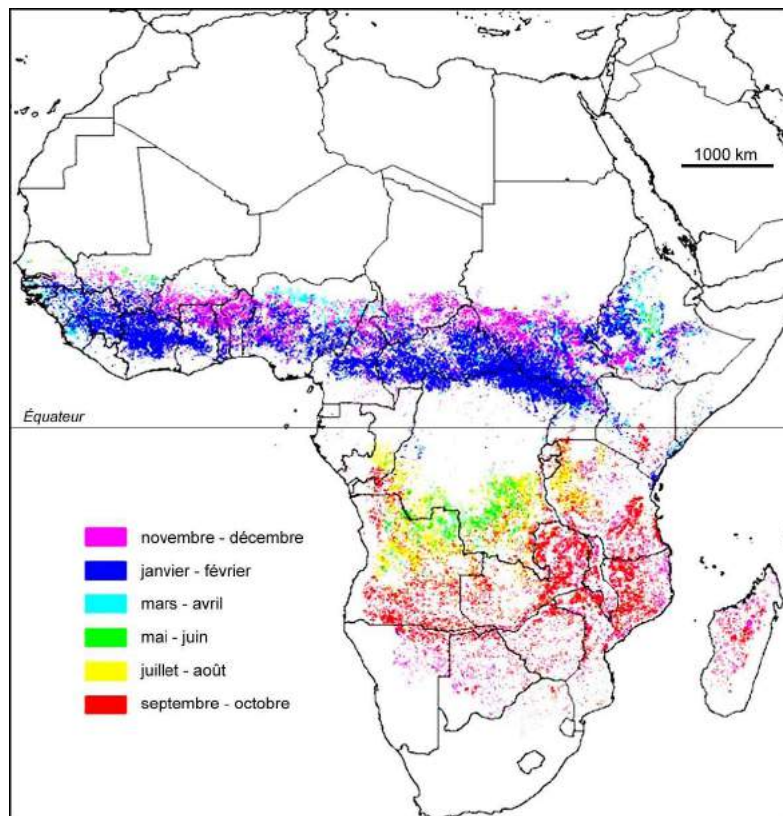 1000 km
Équateur
novembre - décembre
janvier - février
mars - avril
mai - juin
juillet - août
septembre - octobre